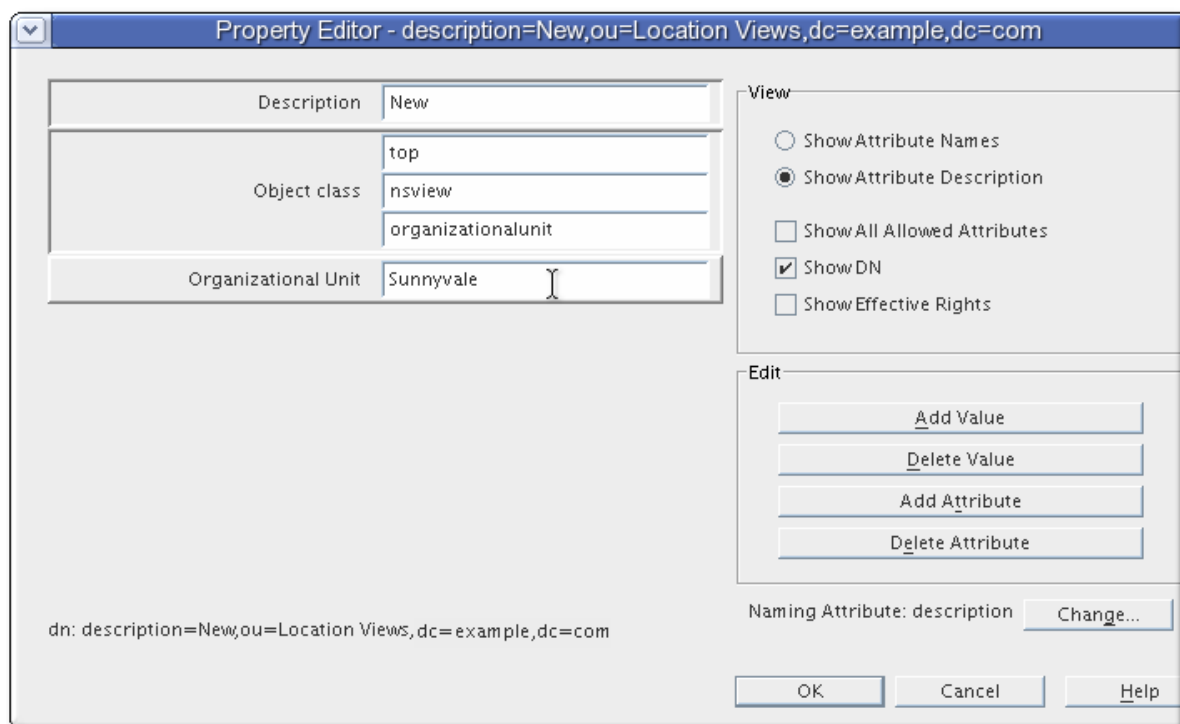 Property Editor - description=New,ou=Location Views,dc=example,dc=com
Description
New
Object class
top
nsview
organizationalunit
Organizational Unit
Sunnyvale
View
Show Attribute Names
Show Attribute Description
Show All Allowed Attributes
Show DN
Show Effective Rights
Edit
Add Value
Delete Value
Add Attribute
Delete Attribute
Naming Attribute: description
Change...
dn: description=New,ou=Location Views,dc=example,dc=com
OK
Cancel
Help